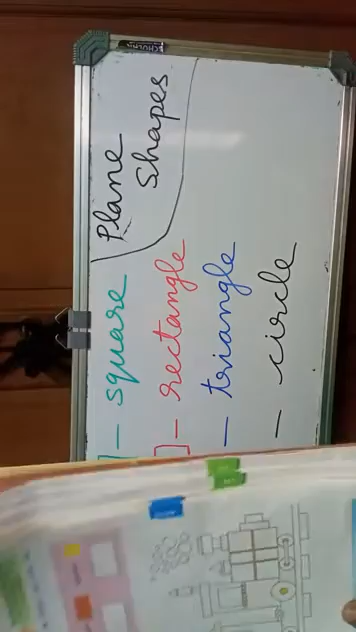 Plane
Shapes
- square
- rectangle
- triangle
- circle